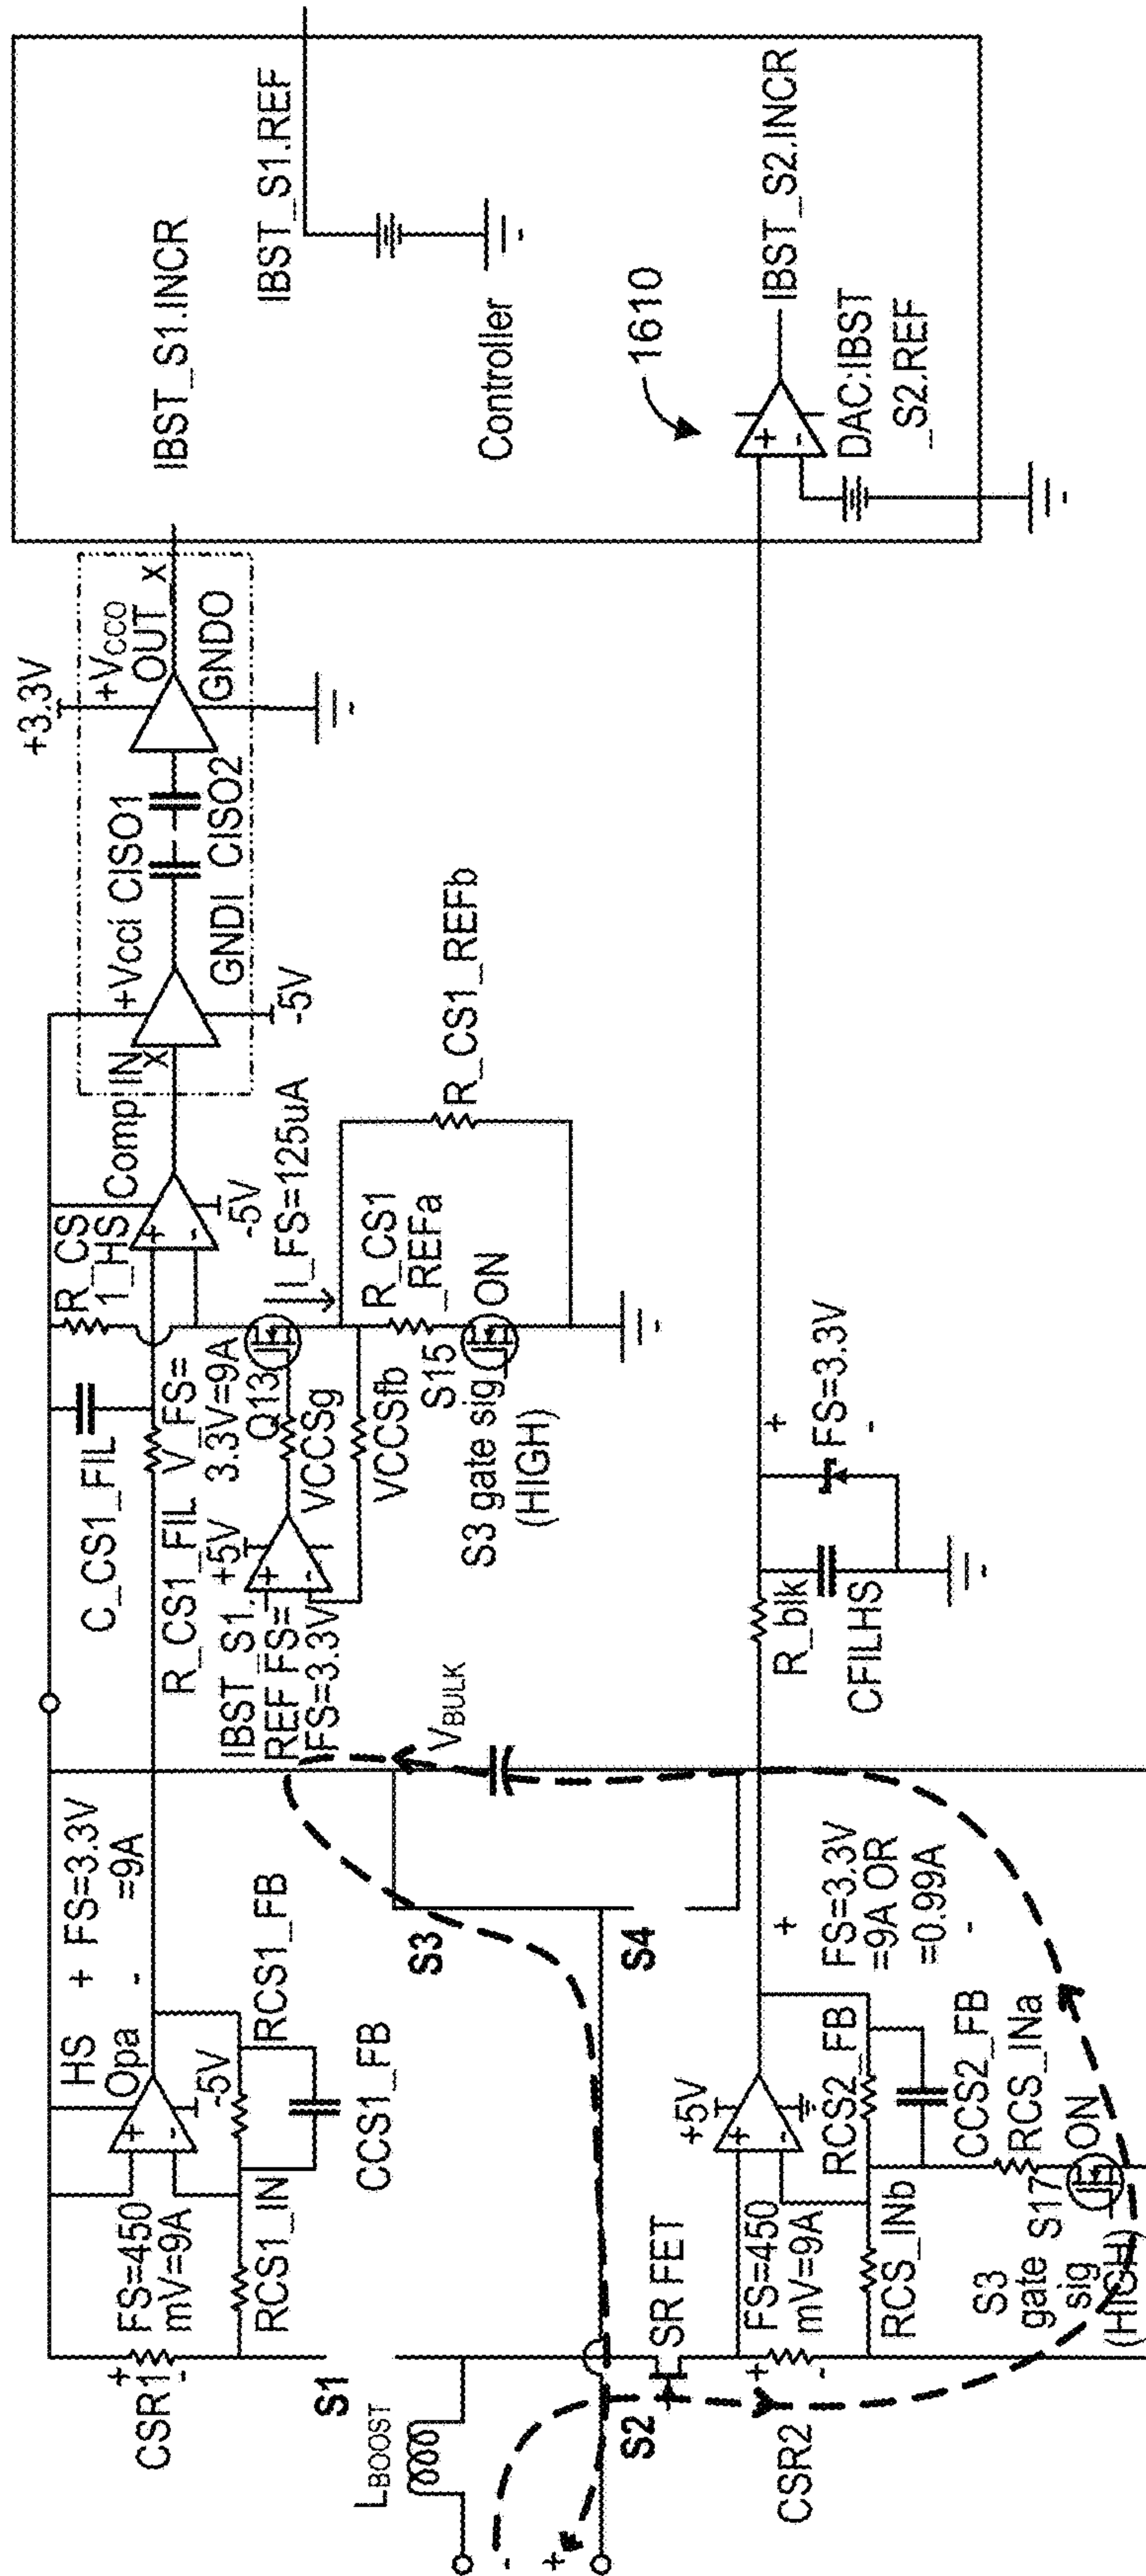 CSR1
+
-
FS=450
mV=9A
RCS1_IN
HS
Opa
+
-
-5V
+ FS=3.3V
- =9A
RCS1_FB
CCS1_FB
S1
LBOOST
-
+
S2
SR FET
CSR2
+
-
FS=450
mV=9A
RCS_INb
S3
gate
sig
(HIGH)
S17
ON
RCS_INa
CCS2_FB
RCS2_FB
+5V
+
-
+
FS=3.3V
=9A OR
=0.99A
-
S3
S4
VBULK
C_CS1_FIL
R_CS1_FIL
V_FS=
3.3V=9A
IBST_S1.
REF FS=
FS=3.3V
+5V
+
-
VCCSg
VCCSfb
Q13
I_FS=125uA
R_CS
1_HS
Comp
+
-
-5V
R_CS1
_REFa
R_CS1_REFb
S15
ON
S3 gate sig
(HIGH)
IN
X
+Vcci
CISO1
GNDI
CISO2
-5V
+3.3V
+VCCO
OUT_X
GNDO
R_blk
CFILHS
+
FS=3.3V
-
IBST_S1.INCR
IBST_S1.REF
Controller
1610
+
-
IBST_S2.INCR
DAC:IBST
_S2.REF